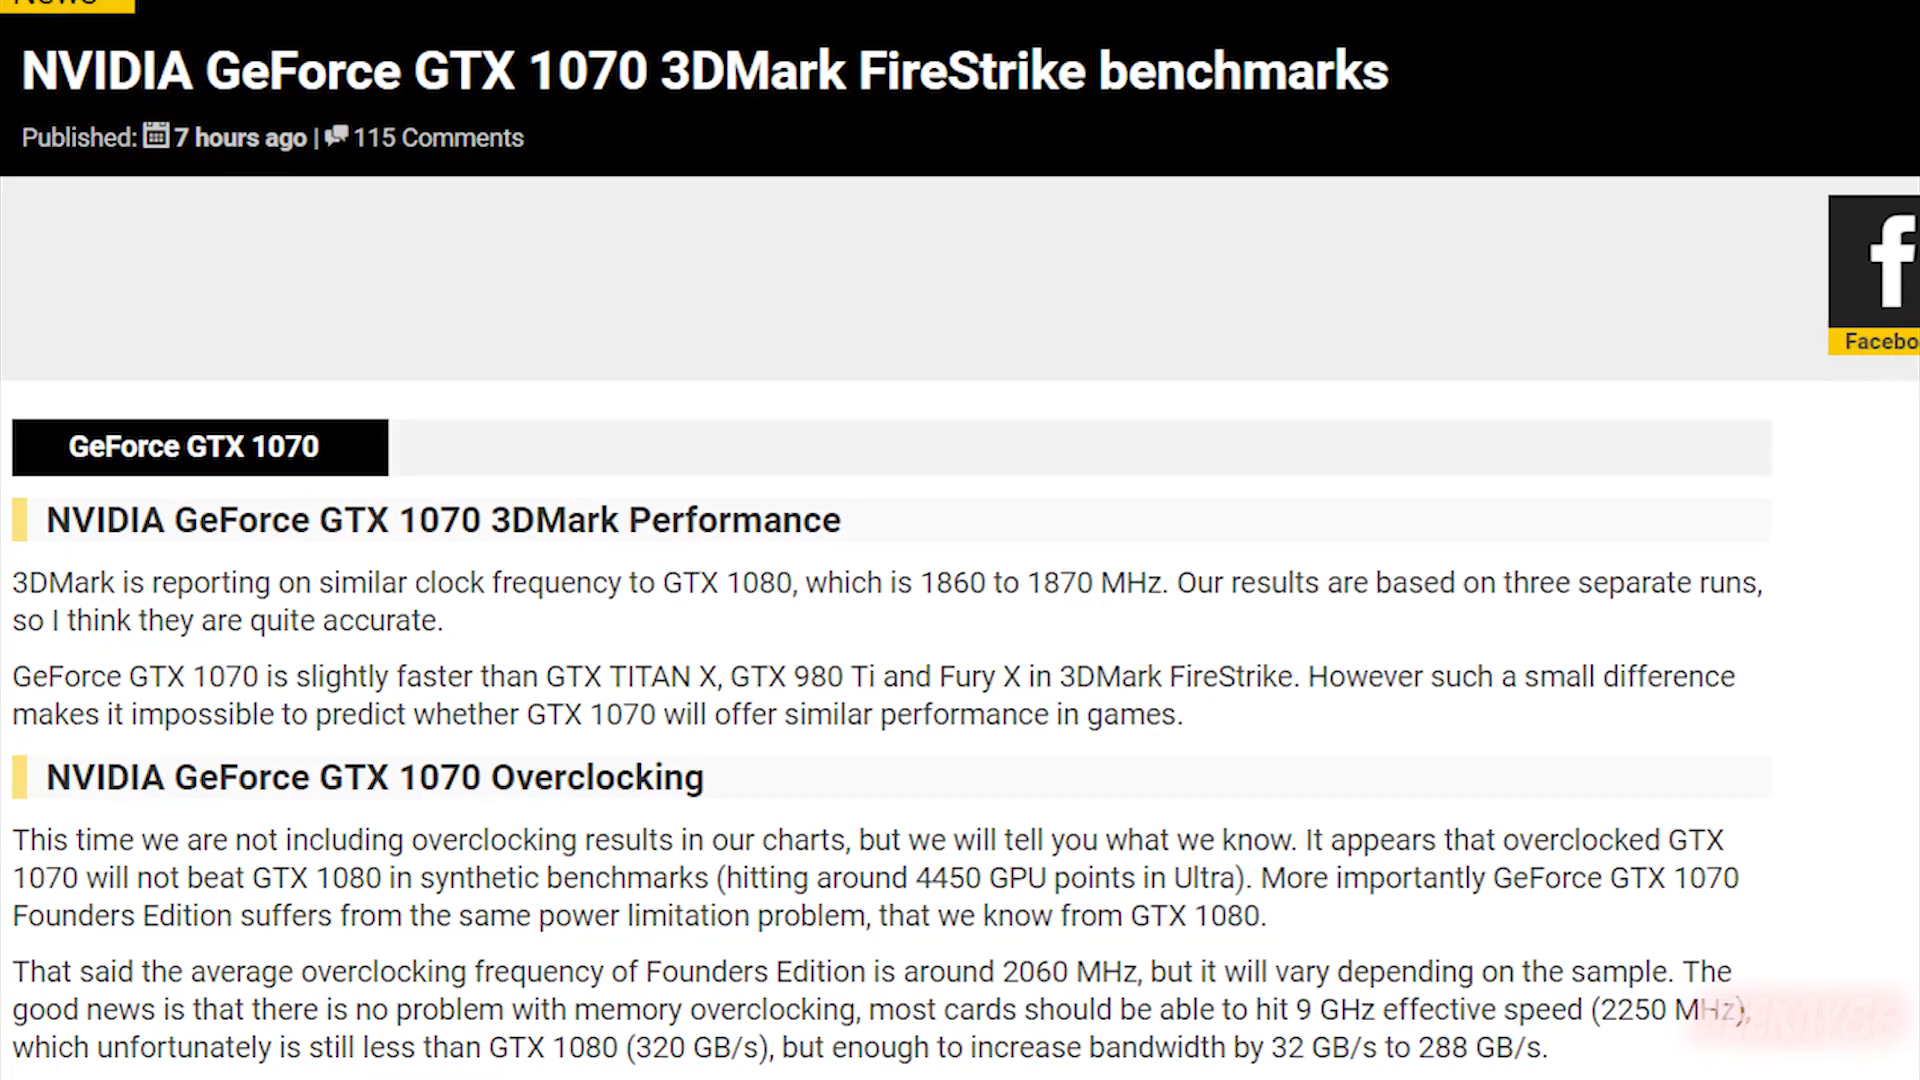 News
NVIDIA GeForce GTX 1070 3DMark FireStrike benchmarks
Published: 7 hours ago | 115 Comments
Facebo
GeForce GTX 1070
NVIDIA GeForce GTX 1070 3DMark Performance
3DMark is reporting on similar clock frequency to GTX 1080, which is 1860 to 1870 MHz. Our results are based on three separate runs,
so I think they are quite accurate.
GeForce GTX 1070 is slightly faster than GTX TITAN X, GTX 980 Ti and Fury X in 3DMark FireStrike. However such a small difference
makes it impossible to predict whether GTX 1070 will offer similar performance in games.
NVIDIA GeForce GTX 1070 Overclocking
This time we are not including overclocking results in our charts, but we will tell you what we know. It appears that overclocked GTX
1070 will not beat GTX 1080 in synthetic benchmarks (hitting around 4450 GPU points in Ultra). More importantly GeForce GTX 1070
Founders Edition suffers from the same power limitation problem, that we know from GTX 1080.
That said the average overclocking frequency of Founders Edition is around 2060 MHz, but it will vary depending on the sample. The
good news is that there is no problem with memory overclocking, most cards should be able to hit 9 GHz effective speed (2250 MHz),
which unfortunately is still less than GTX 1080 (320 GB/s), but enough to increase bandwidth by 32 GB/s to 288 GB/s.